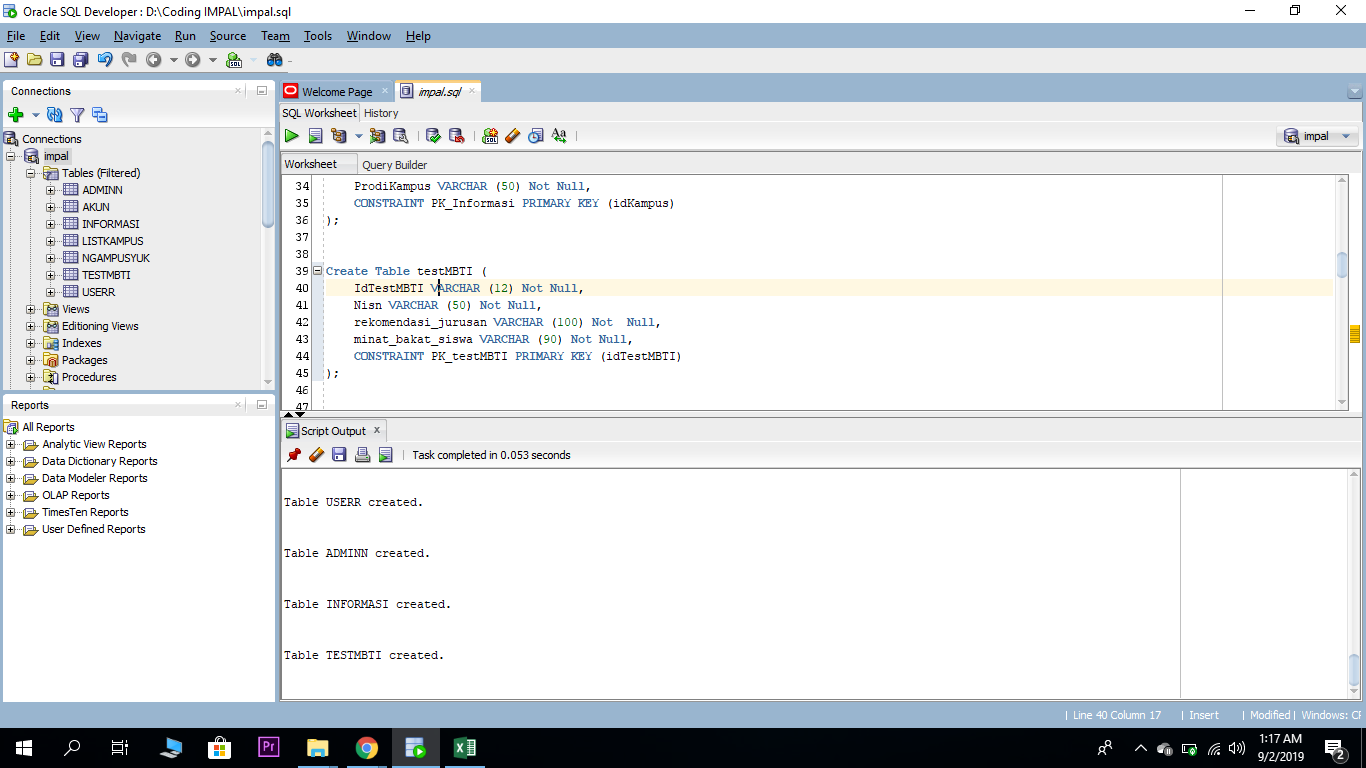 Oracle SQL Developer : D:\Coding IMPAL\impal.sql
File Edit View Navigate Run Source Team Tools Window Help
Connections
Connections
impal
Tables (Filtered)
ADMINN
AKUN
INFORMASI
LISTKAMPUS
NGAMPUSYUK
TESTMBTI
USERR
Views
Editioning Views
Indexes
Packages
Procedures
Reports
All Reports
Analytic View Reports
Data Dictionary Reports
Data Modeler Reports
OLAP Reports
TimesTen Reports
User Defined Reports
Welcome Page impal.sql
SQL Worksheet History
impal
Worksheet Query Builder
34 ProdiKampus VARCHAR (50) Not Null,
35 CONSTRAINT PK_Informasi PRIMARY KEY (idKampus)
36 );
37
38
39 Create Table testMBTI (
40 IdTestMBTI VARCHAR (12) Not Null,
41 Nisn VARCHAR (50) Not Null,
42 rekomendasi_jurusan VARCHAR (100) Not  Null,
43 minat_bakat_siswa VARCHAR (90) Not Null,
44 CONSTRAINT PK_testMBTI PRIMARY KEY (idTestMBTI)
45 );
46
47
Script Output x
Task completed in 0.053 seconds
Table USERR created.
Table ADMINN created.
Table INFORMASI created.
Table TESTMBTI created.
| Line 40 Column 17 | Insert | Modified | Windows: CF
Pr
1:17 AM
9/2/2019
2